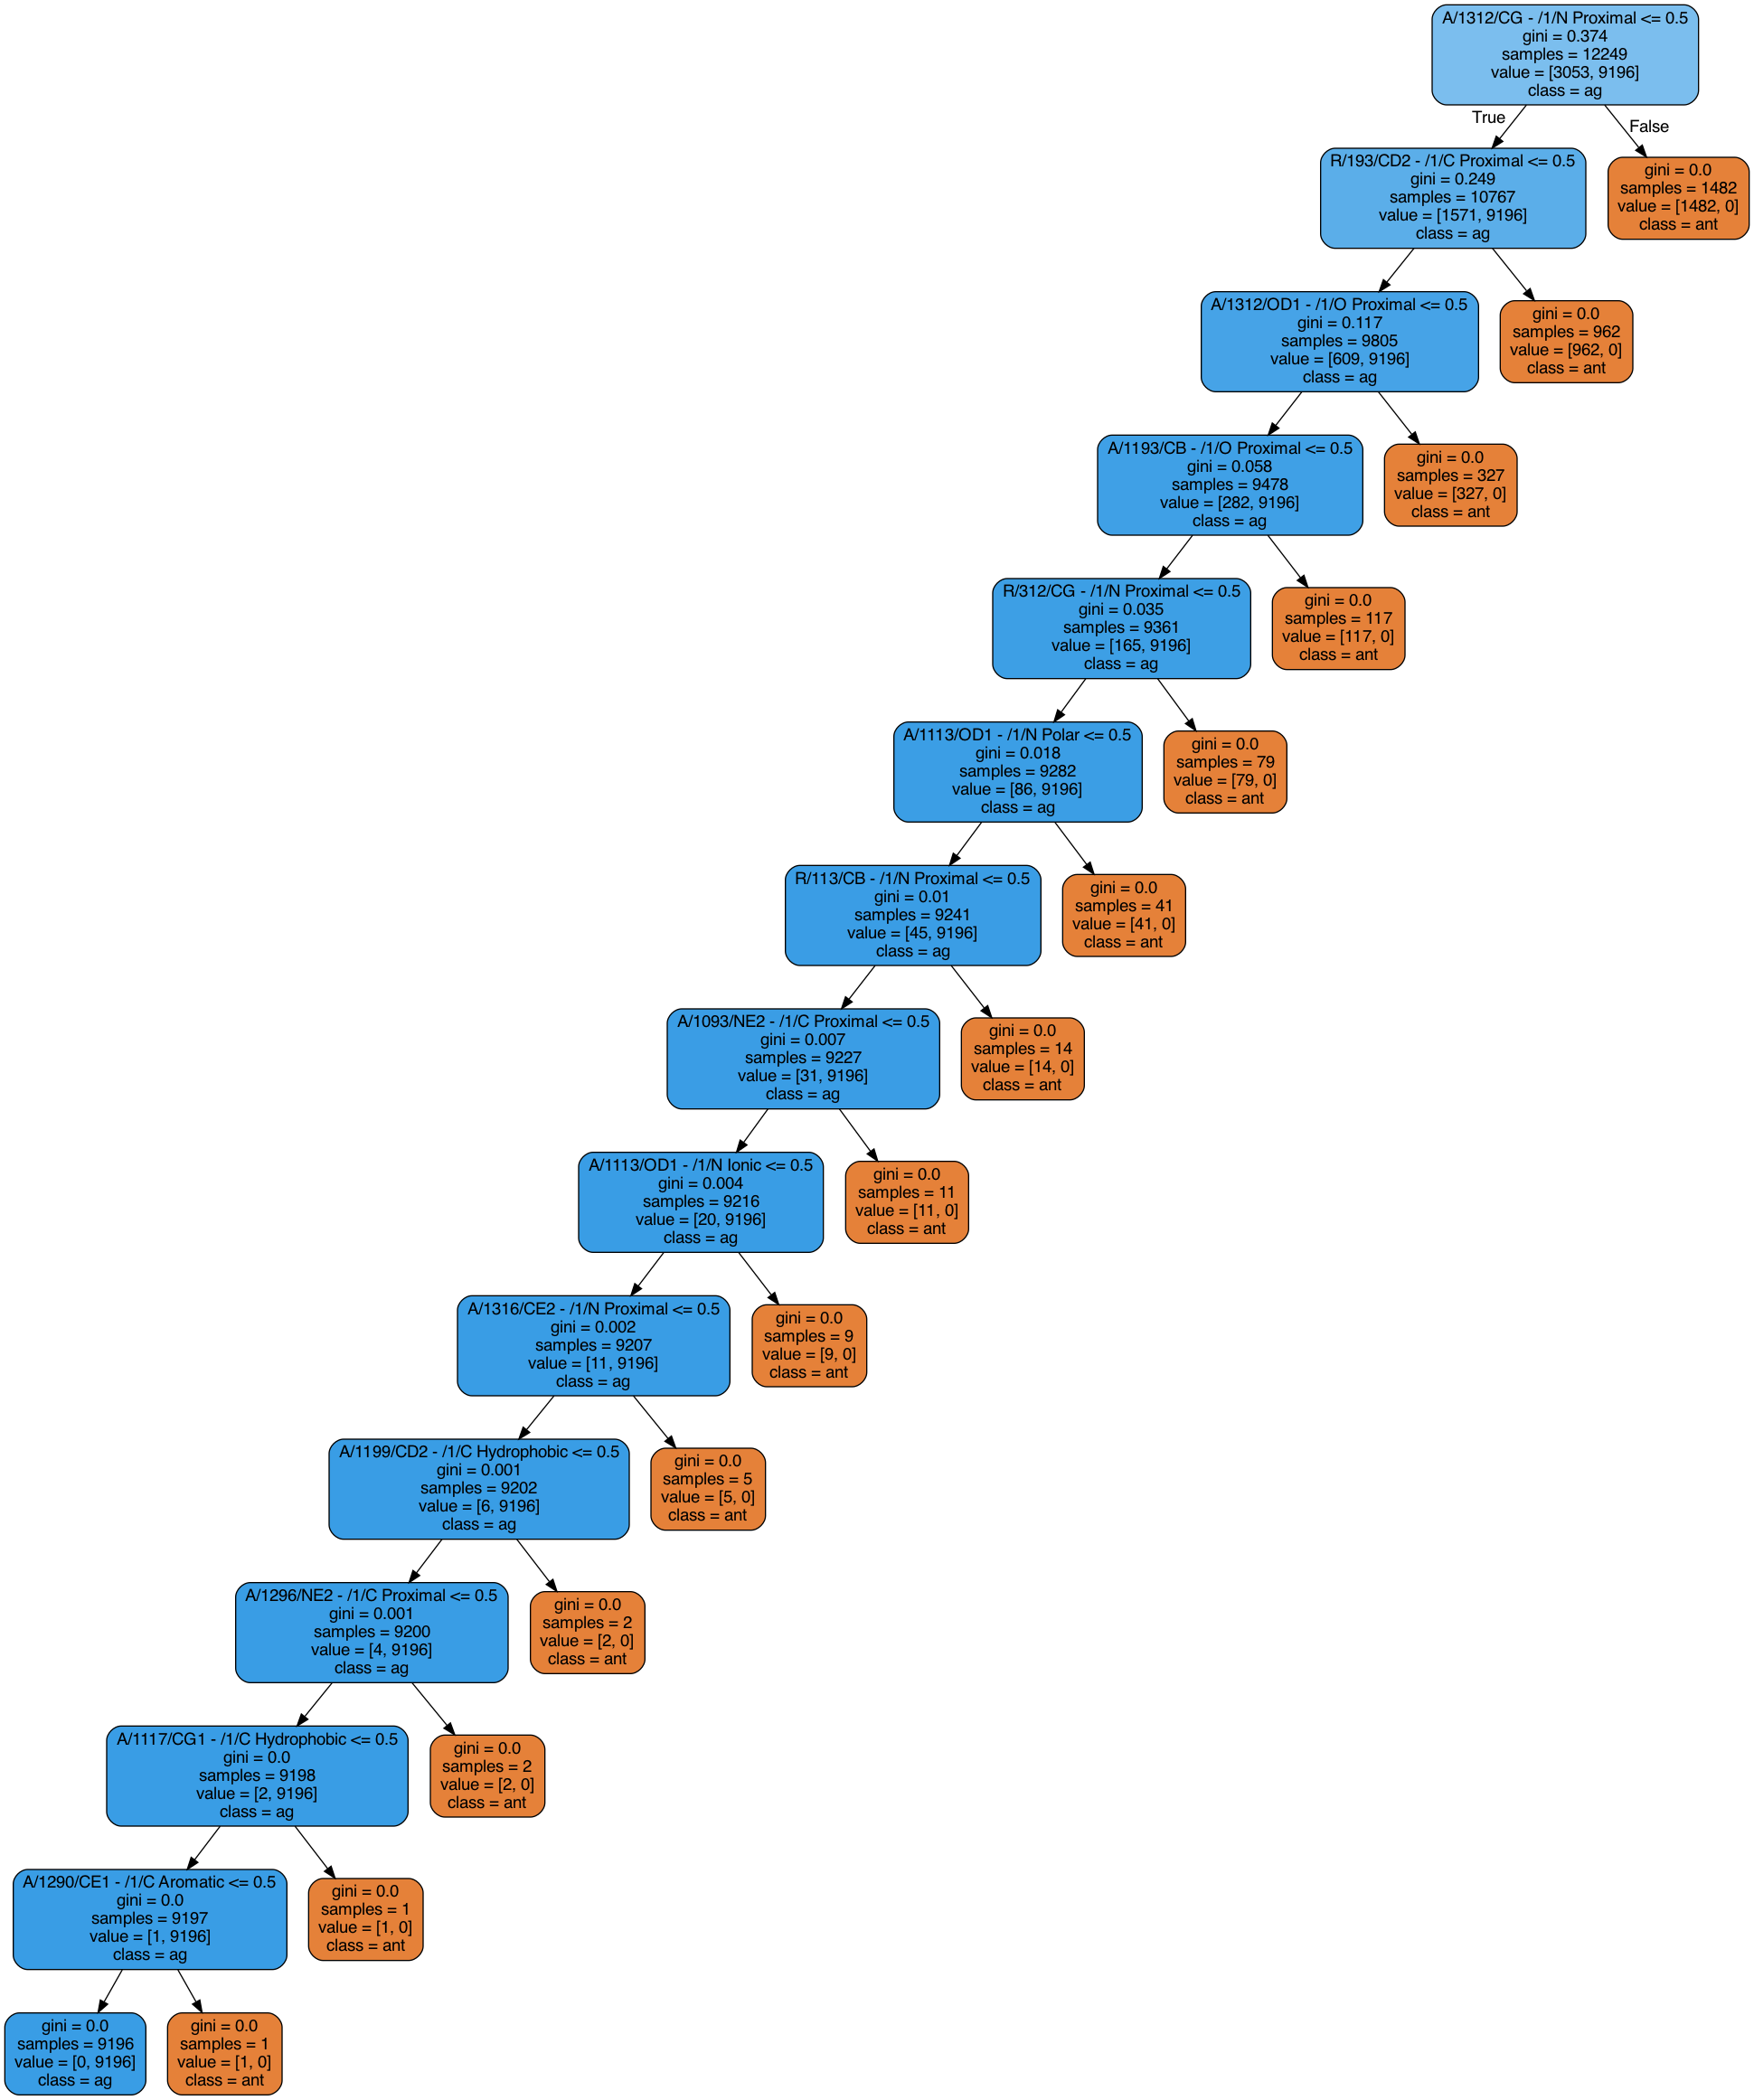 A/1312/CG - /1/N Proximal <= 0.5
gini = 0.374
samples = 12249
value = [3053, 9196]
class = ag
True
False
R/193/CD2 - /1/C Proximal <= 0.5
gini = 0.249
samples = 10767
value = [1571, 9196]
class = ag
gini = 0.0
samples = 1482
value = [1482, 0]
class = ant
A/1312/OD1 - /1/O Proximal <= 0.5
gini = 0.117
samples = 9805
value = [609, 9196]
class = ag
gini = 0.0
samples = 962
value = [962, 0]
class = ant
A/1193/CB - /1/O Proximal <= 0.5
gini = 0.058
samples = 9478
value = [282, 9196]
class = ag
gini = 0.0
samples = 327
value = [327, 0]
class = ant
R/312/CG - /1/N Proximal <= 0.5
gini = 0.035
samples = 9361
value = [165, 9196]
class = ag
gini = 0.0
samples = 117
value = [117, 0]
class = ant
A/1113/OD1 - /1/N Polar <= 0.5
gini = 0.018
samples = 9282
value = [86, 9196]
class = ag
gini = 0.0
samples = 79
value = [79, 0]
class = ant
R/113/CB - /1/N Proximal <= 0.5
gini = 0.01
samples = 9241
value = [45, 9196]
class = ag
gini = 0.0
samples = 41
value = [41, 0]
class = ant
A/1093/NE2 - /1/C Proximal <= 0.5
gini = 0.007
samples = 9227
value = [31, 9196]
class = ag
gini = 0.0
samples = 14
value = [14, 0]
class = ant
A/1113/OD1 - /1/N Ionic <= 0.5
gini = 0.004
samples = 9216
value = [20, 9196]
class = ag
gini = 0.0
samples = 11
value = [11, 0]
class = ant
A/1316/CE2 - /1/N Proximal <= 0.5
gini = 0.002
samples = 9207
value = [11, 9196]
class = ag
gini = 0.0
samples = 9
value = [9, 0]
class = ant
A/1199/CD2 - /1/C Hydrophobic <= 0.5
gini = 0.001
samples = 9202
value = [6, 9196]
class = ag
gini = 0.0
samples = 5
value = [5, 0]
class = ant
A/1296/NE2 - /1/C Proximal <= 0.5
gini = 0.001
samples = 9200
value = [4, 9196]
class = ag
gini = 0.0
samples = 2
value = [2, 0]
class = ant
A/1117/CG1 - /1/C Hydrophobic <= 0.5
gini = 0.0
samples = 9198
value = [2, 9196]
class = ag
gini = 0.0
samples = 2
value = [2, 0]
class = ant
A/1290/CE1 - /1/C Aromatic <= 0.5
gini = 0.0
samples = 9197
value = [1, 9196]
class = ag
gini = 0.0
samples = 1
value = [1, 0]
class = ant
gini = 0.0
samples = 9196
value = [0, 9196]
class = ag
gini = 0.0
samples = 1
value = [1, 0]
class = ant